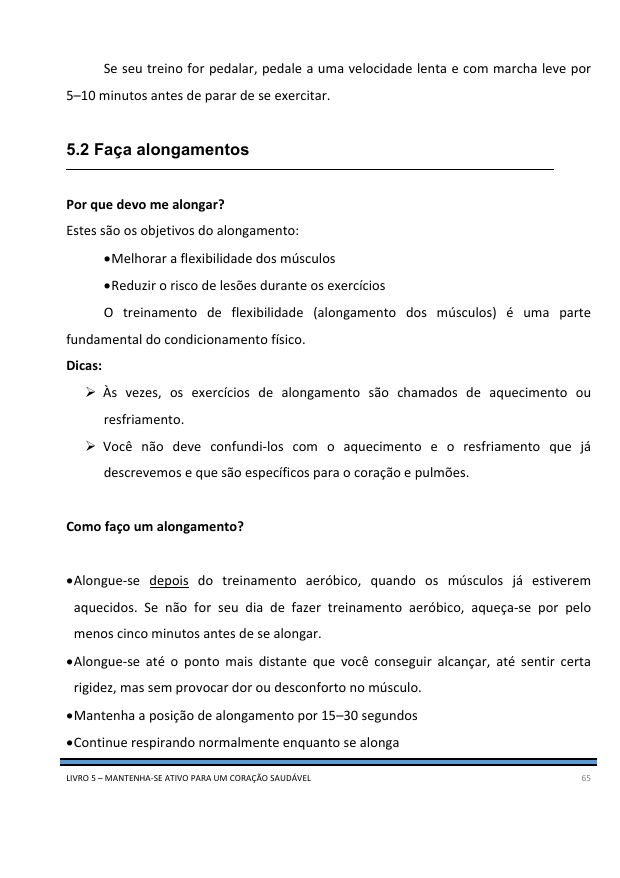 Se seu treino for pedalar, pedale a uma velocidade lenta e com marcha leve por
5–10 minutos antes de parar de se exercitar.
5.2 Faça alongamentos
Por que devo me alongar?
Estes são os objetivos do alongamento:
•Melhorar a flexibilidade dos músculos
•Reduzir o risco de lesões durante os exercícios
O treinamento de flexibilidade (alongamento dos músculos) é uma parte
fundamental do condicionamento físico.
Dicas:
➢ Às vezes, os exercícios de alongamento são chamados de aquecimento ou
resfriamento.
➢ Você não deve confundi-los com o aquecimento e o resfriamento que já
descrevemos e que são específicos para o coração e pulmões.
Como faço um alongamento?
•Alongue-se depois do treinamento aeróbico, quando os músculos já estiverem
aquecidos. Se não for seu dia de fazer treinamento aeróbico, aqueça-se por pelo
menos cinco minutos antes de se alongar.
•Alongue-se até o ponto mais distante que você conseguir alcançar, até sentir certa
rigidez, mas sem provocar dor ou desconforto no músculo.
•Mantenha a posição de alongamento por 15–30 segundos
•Continue respirando normalmente enquanto se alonga
LIVRO 5 – MANTENHA-SE ATIVO PARA UM CORAÇÃO SAUDÁVEL 65